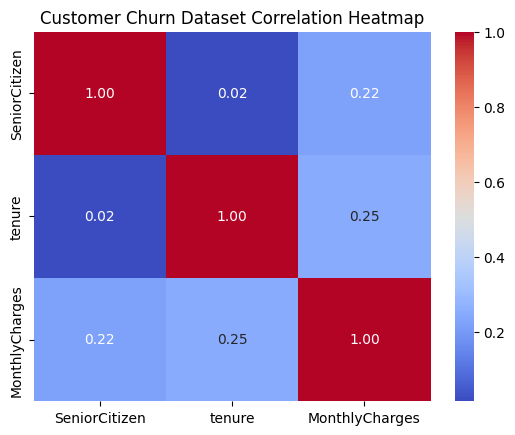 Customer Churn Dataset Correlation Heatmap
SeniorCitizen
1.00 0.02 0.22
tenure
0.02 1.00 0.25
MonthlyCharges
0.22 0.25 1.00
SeniorCitizen tenure MonthlyCharges
1.0
0.8
0.6
0.4
0.2